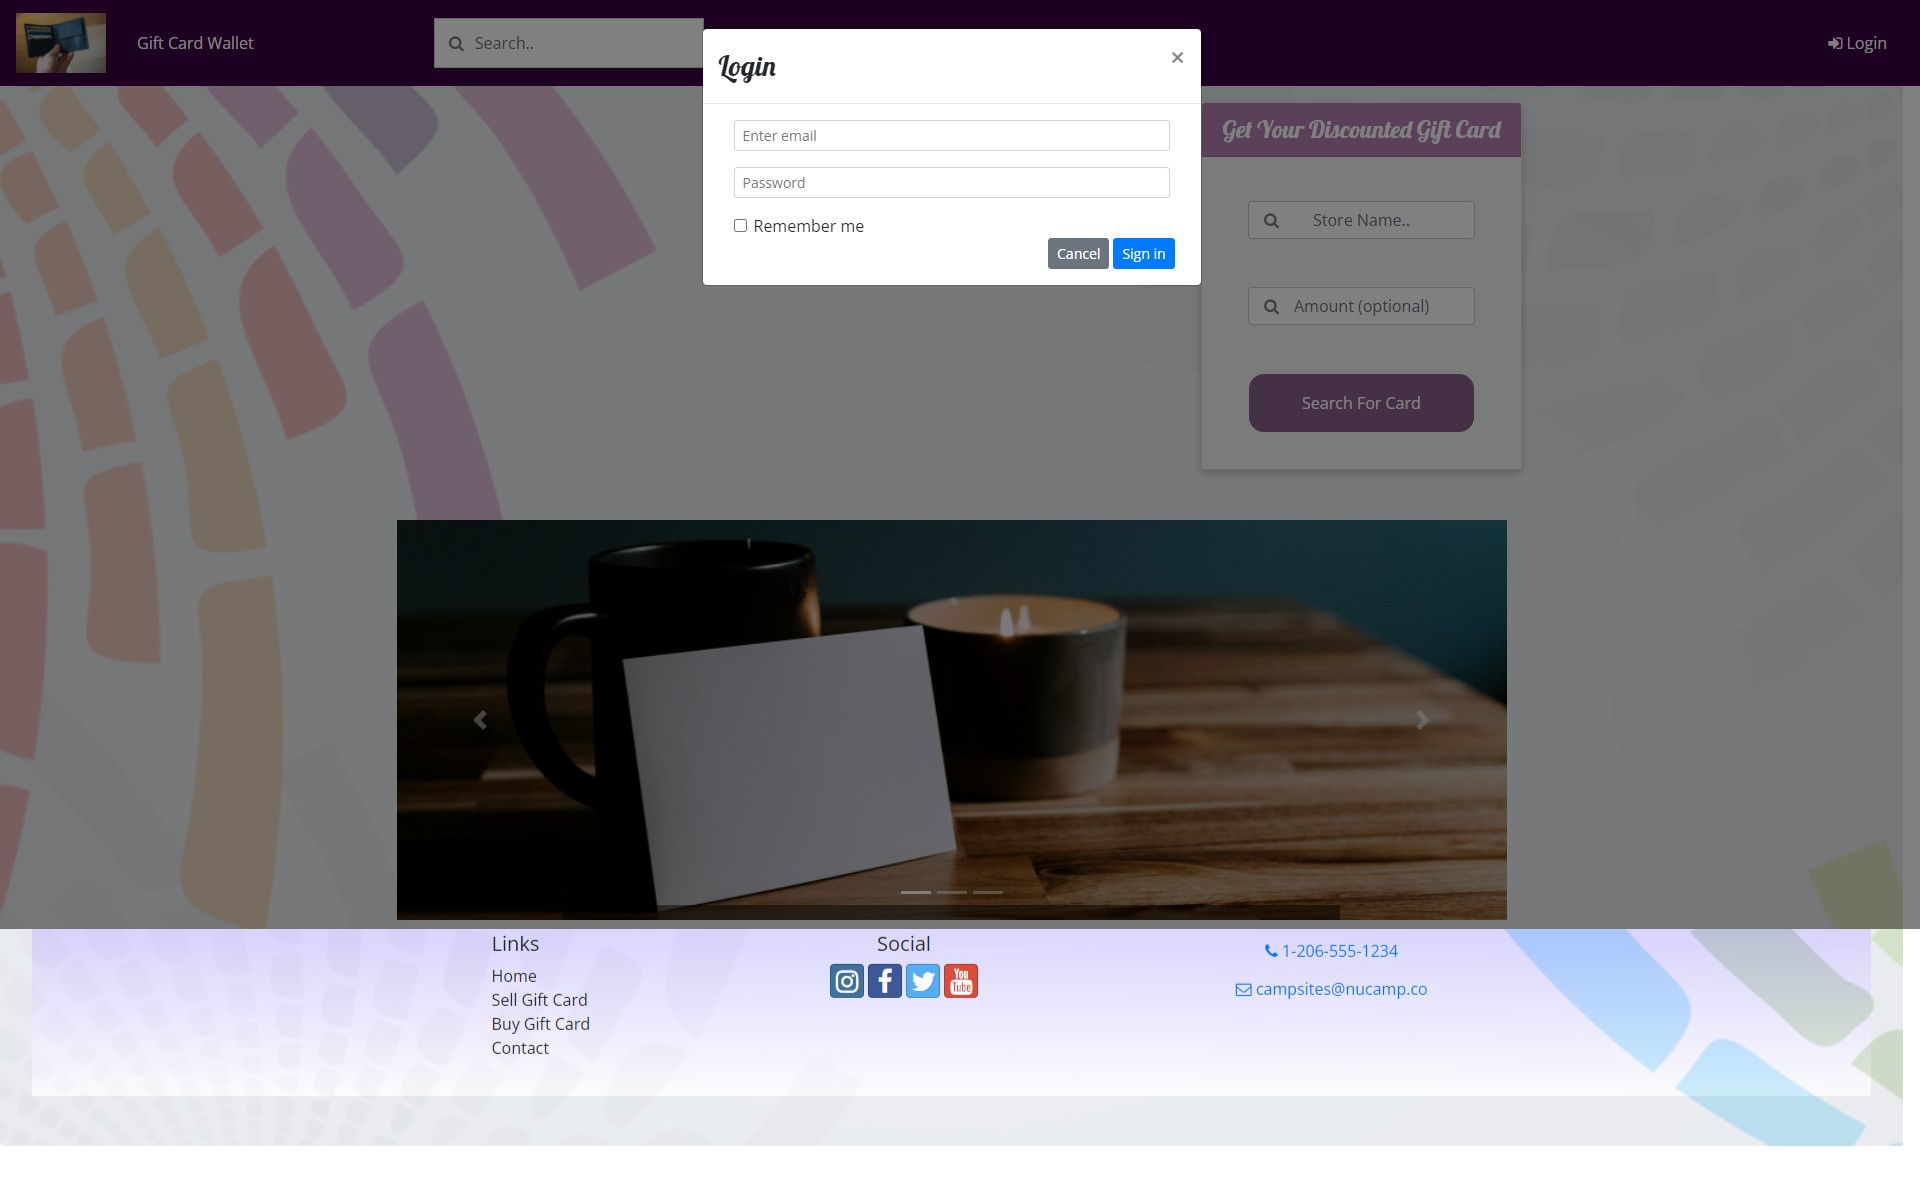 Gift Card Wallet
Search..
Login
Login
×
Enter email
Password
Remember me
Cancel
Sign in
Get Your Discounted Gift Card
Store Name..
Amount (optional)
Search For Card
Links
Home
Sell Gift Card
Buy Gift Card
Contact
Social
You
Tube
1-206-555-1234
campsites@nucamp.co